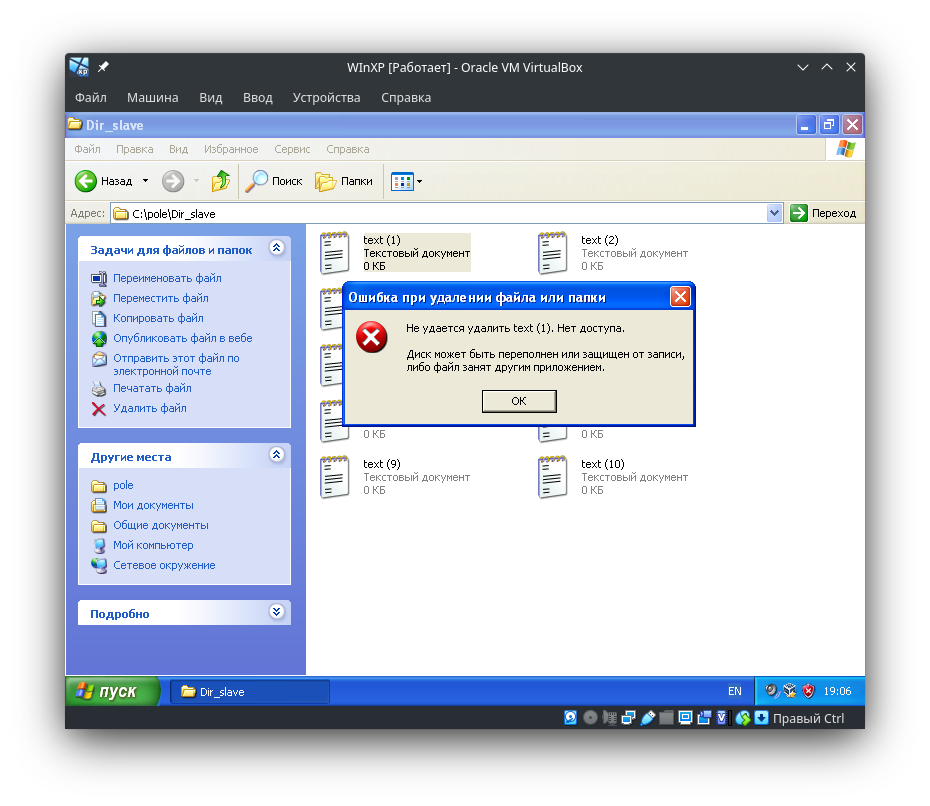 WInXP [Работает] - Oracle VM VirtualBox
Файл Машина Вид Ввод Устройства Справка
Dir_slave
Файл Правка Вид Избранное Сервис Справка
Назад Поиск Папки
Адрес: C:\pole\Dir_slave Переход
Задачи для файлов и папок
Переименовать файл
Переместить файл
Копировать файл
Опубликовать файл в вебе
Отправить этот файл по
электронной почте
Печатать файл
Удалить файл
Другие места
pole
Мои документы
Общие документы
Мой компьютер
Сетевое окружение
Подробно
text (1)
Текстовый документ
0 КБ
text (2)
Текстовый документ
0 КБ
Ошибка при удалении файла или папки
Не удается удалить text (1). Нет доступа.
Диск может быть переполнен или защищен от записи,
либо файл занят другим приложением.
OK
0 КБ
0 КБ
text (9)
Текстовый документ
0 КБ
text (10)
Текстовый документ
0 КБ
пуск Dir_slave EN 19:06
Правый Ctrl